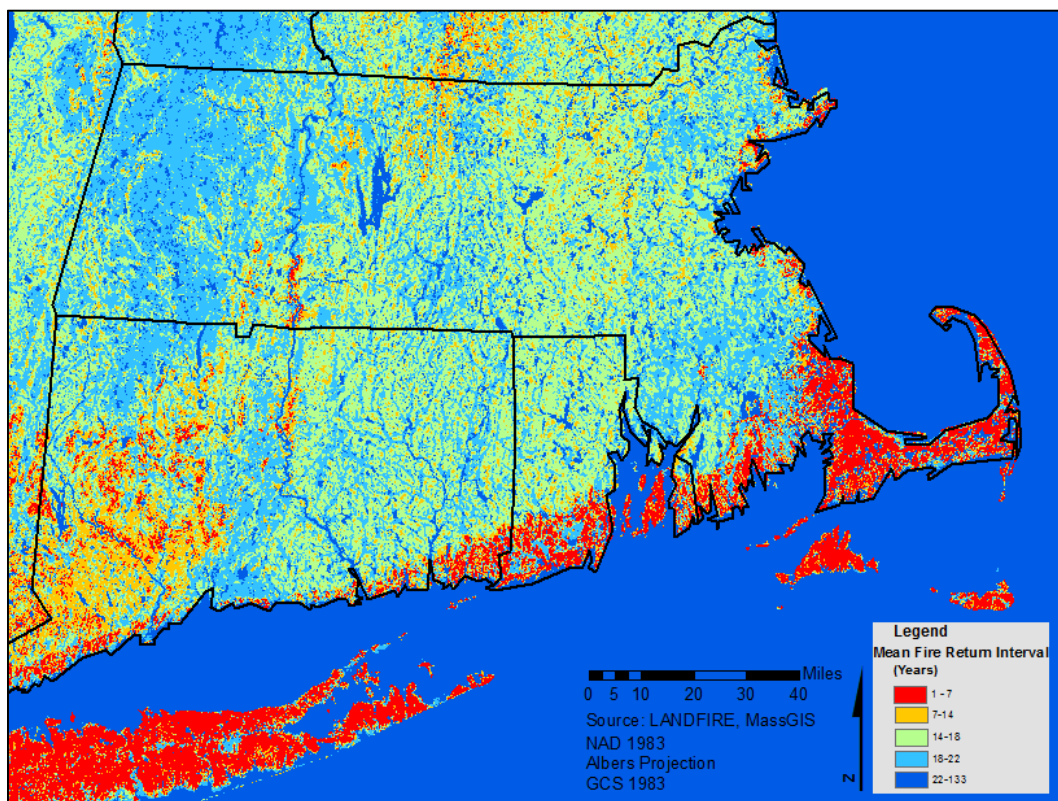 Legend
Mean Fire Return Interval
(Years)
1 - 7
7-14
14-18
18-22
22-133
Miles
0 5 10 20 30 40
Source: LANDFIRE, MassGIS
NAD 1983
Albers Projection
GCS 1983
N